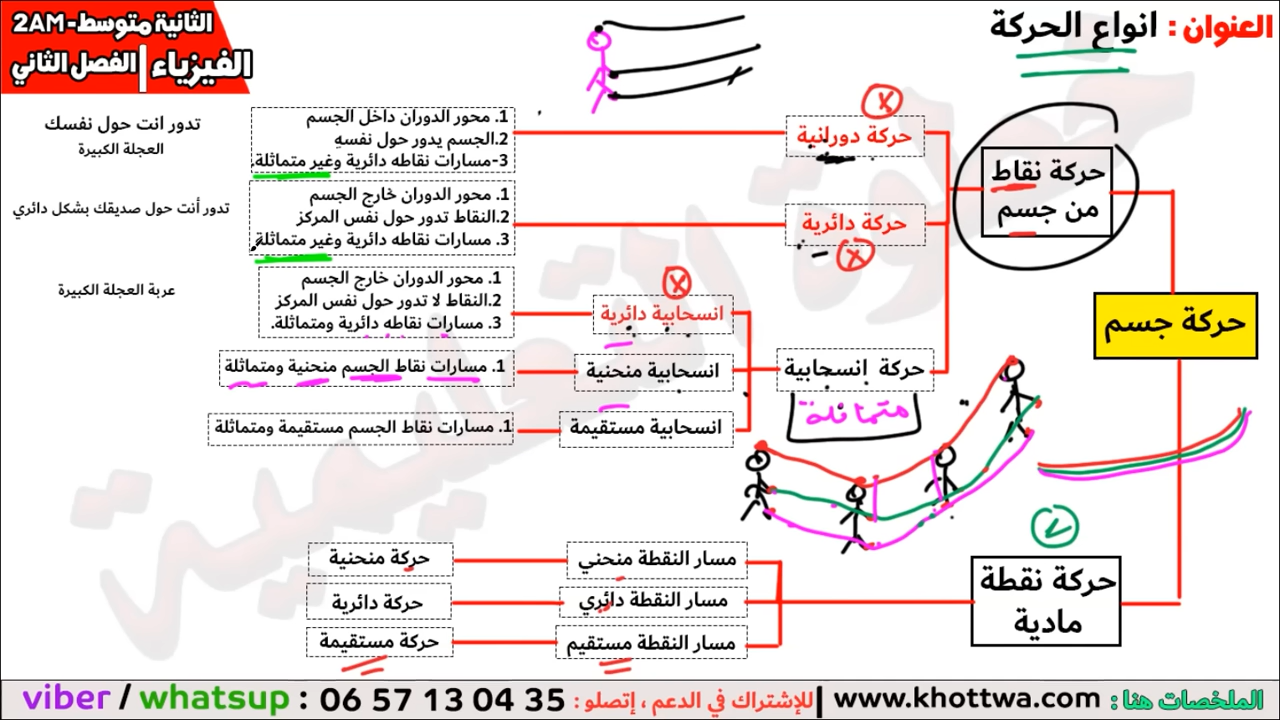 العنوان : انواع الحركة
الثانية متوسط- 2AM
الفيزياء | الفصل الثاني
حركة جسم
حركة نقاط
من جسم
حركة دورانية
1. محور الدوران داخل الجسم
2.الجسم يدور حول نفسه
3-مسارات نقاطه دائرية وغير متماثلة.
تدور انت حول نفسك
العجلة الكبيرة
حركة دائرية
1. محور الدوران خارج الجسم
2.النقاط تدور حول نفس المركز
3. مسارات نقاطه دائرية وغير متماثلة
تدور أنت حول صديقك بشكل دائري
حركة انسحابية
متماثلة
انسحابية دائرية
1. محور الدوران خارج الجسم
2.النقاط لا تدور حول نفس المركز
3. مسارات نقاطه دائرية ومتماثلة.
عربة العجلة الكبيرة
انسحابية منحنية
1. مسارات نقاط الجسم منحنية ومتماثلة
انسحابية مستقيمة
1. مسارات نقاط الجسم مستقيمة ومتماثلة
حركة نقطة
مادية
مسار النقطة منحني
حركة منحنية
مسار النقطة دائري
حركة دائرية
مسار النقطة مستقيم
حركة مستقيمة
خطوة التعليمية
الملخصات هنا : www.khottwa.com | للإشتراك في الدعم ، إتصلو : viber / whatsup : 06 57 13 04 35